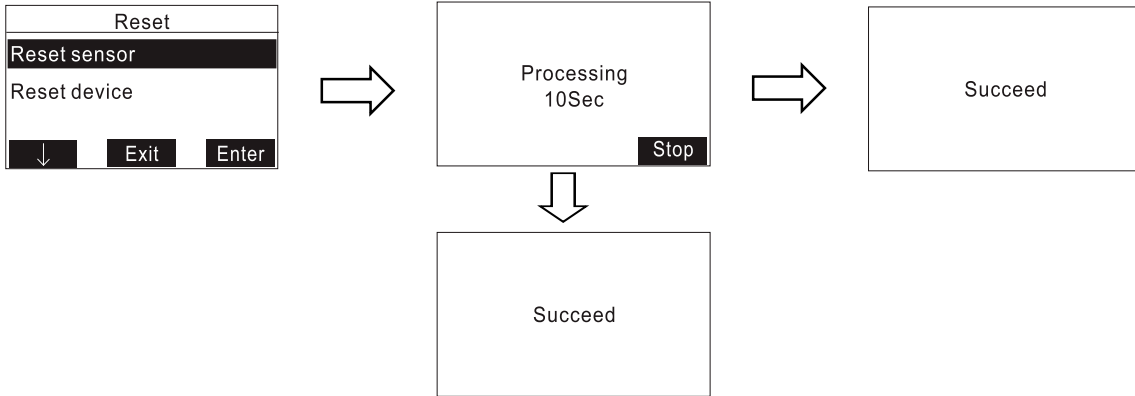 Reset
Reset sensor
Reset device
↓ Exit Enter
Processing
10Sec
Stop
Succeed
Succeed